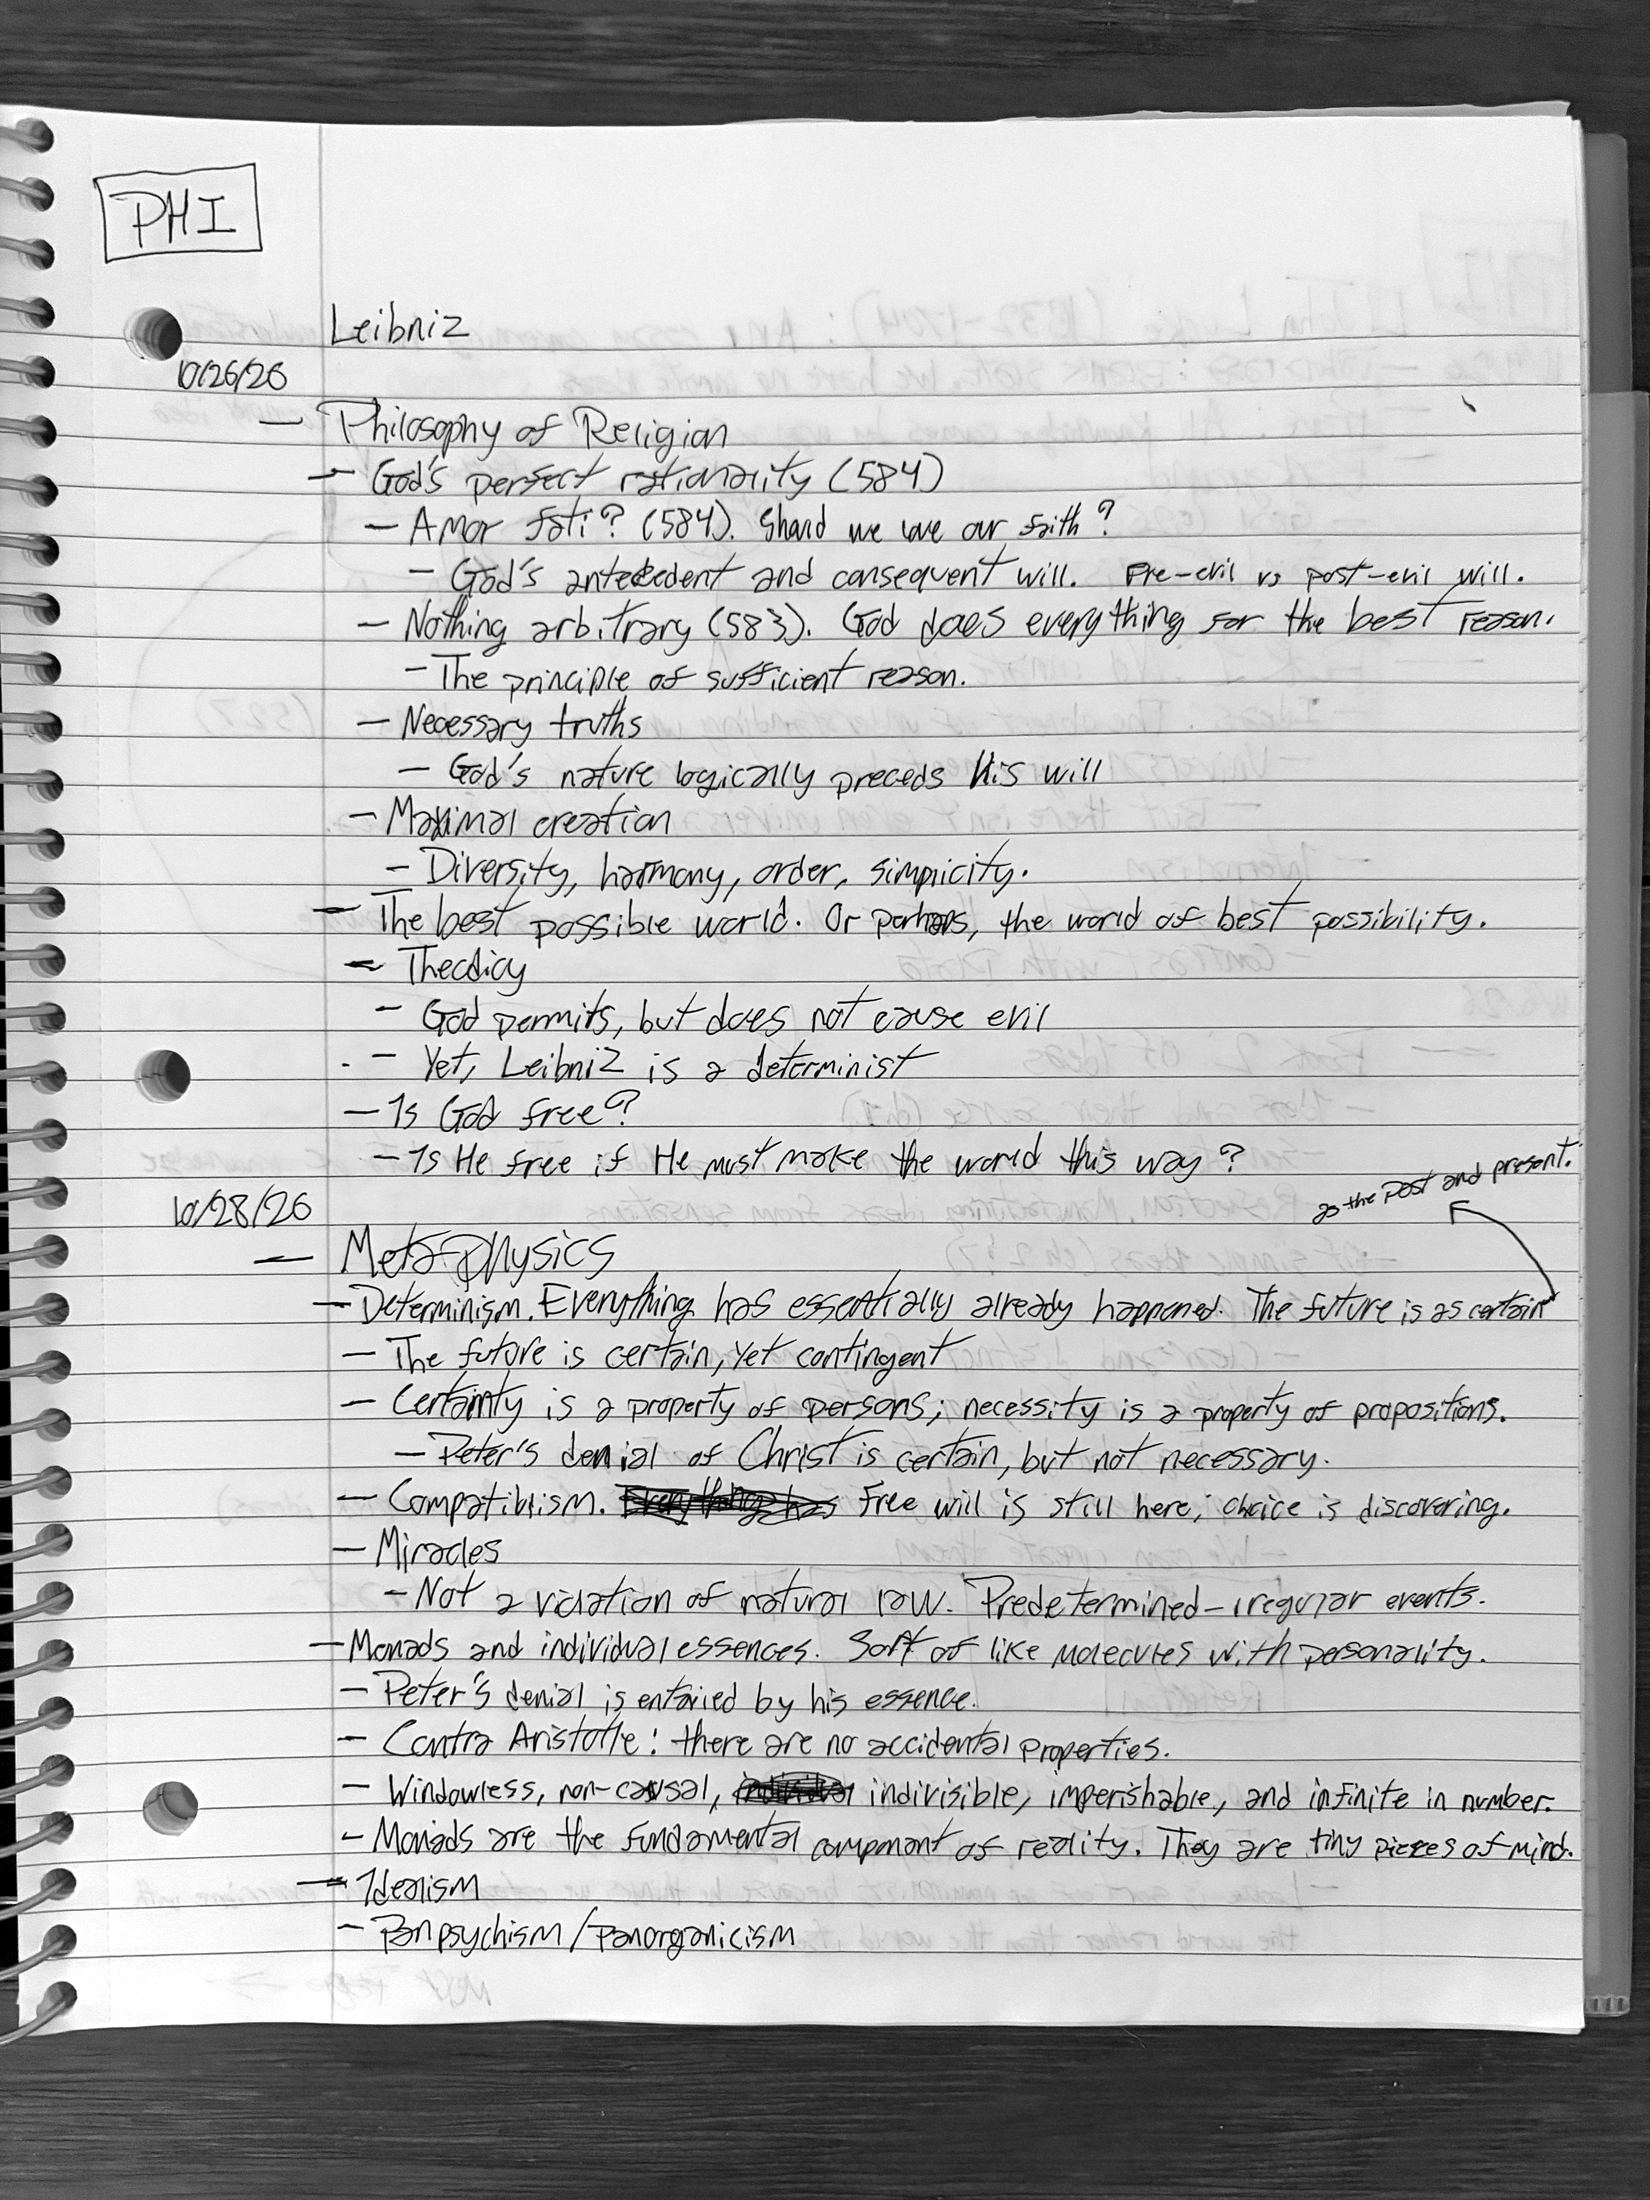 PHI
Leibniz
10/26/26
— Philosophy of Religion
— God's perfect rationality (584)
— Amor fati? (584). Should we love our faith?
— God's antecedent and consequent will. Pre-evil vs post-evil will.
— Nothing arbitrary (583). God does everything for the best reason.
— The principle of sufficient reason.
— Necessary truths
— God's nature logically preceds His will
— Maximal creation
— Diversity, harmony, order, simplicity.
— The best possible world. Or perhaps, the world of best possibility.
— Theodicy
— God permits, but does not cause evil
— Yet, Leibniz is a determinist
— Is God free?
— Is He free if He must make the world this way?
10/28/26
— Metaphysics
— Determinism. Everything has essentially already happened. The future is as certain
as the past and present.
— The future is certain, yet contingent
— Certainty is a property of persons; necessity is a property of propositions.
— Peter's denial of Christ is certain, but not necessary.
— Compatiblism. Everything has Free will is still here; choice is discovering.
— Miracles
— Not a violation of natural law. Predetermined-irregular events.
— Monads and individual essences. Sort of like molecules with personality.
— Peter's denial is entailed by his essence.
— Contra Aristotle: there are no accidental properties.
— Windowless, non-causal, indivisible, imperishable, and infinite in number.
— Monads are the fundamental component of reality. They are tiny pieces of mind.
— Idealism
— Panpsychism/Panorganicism